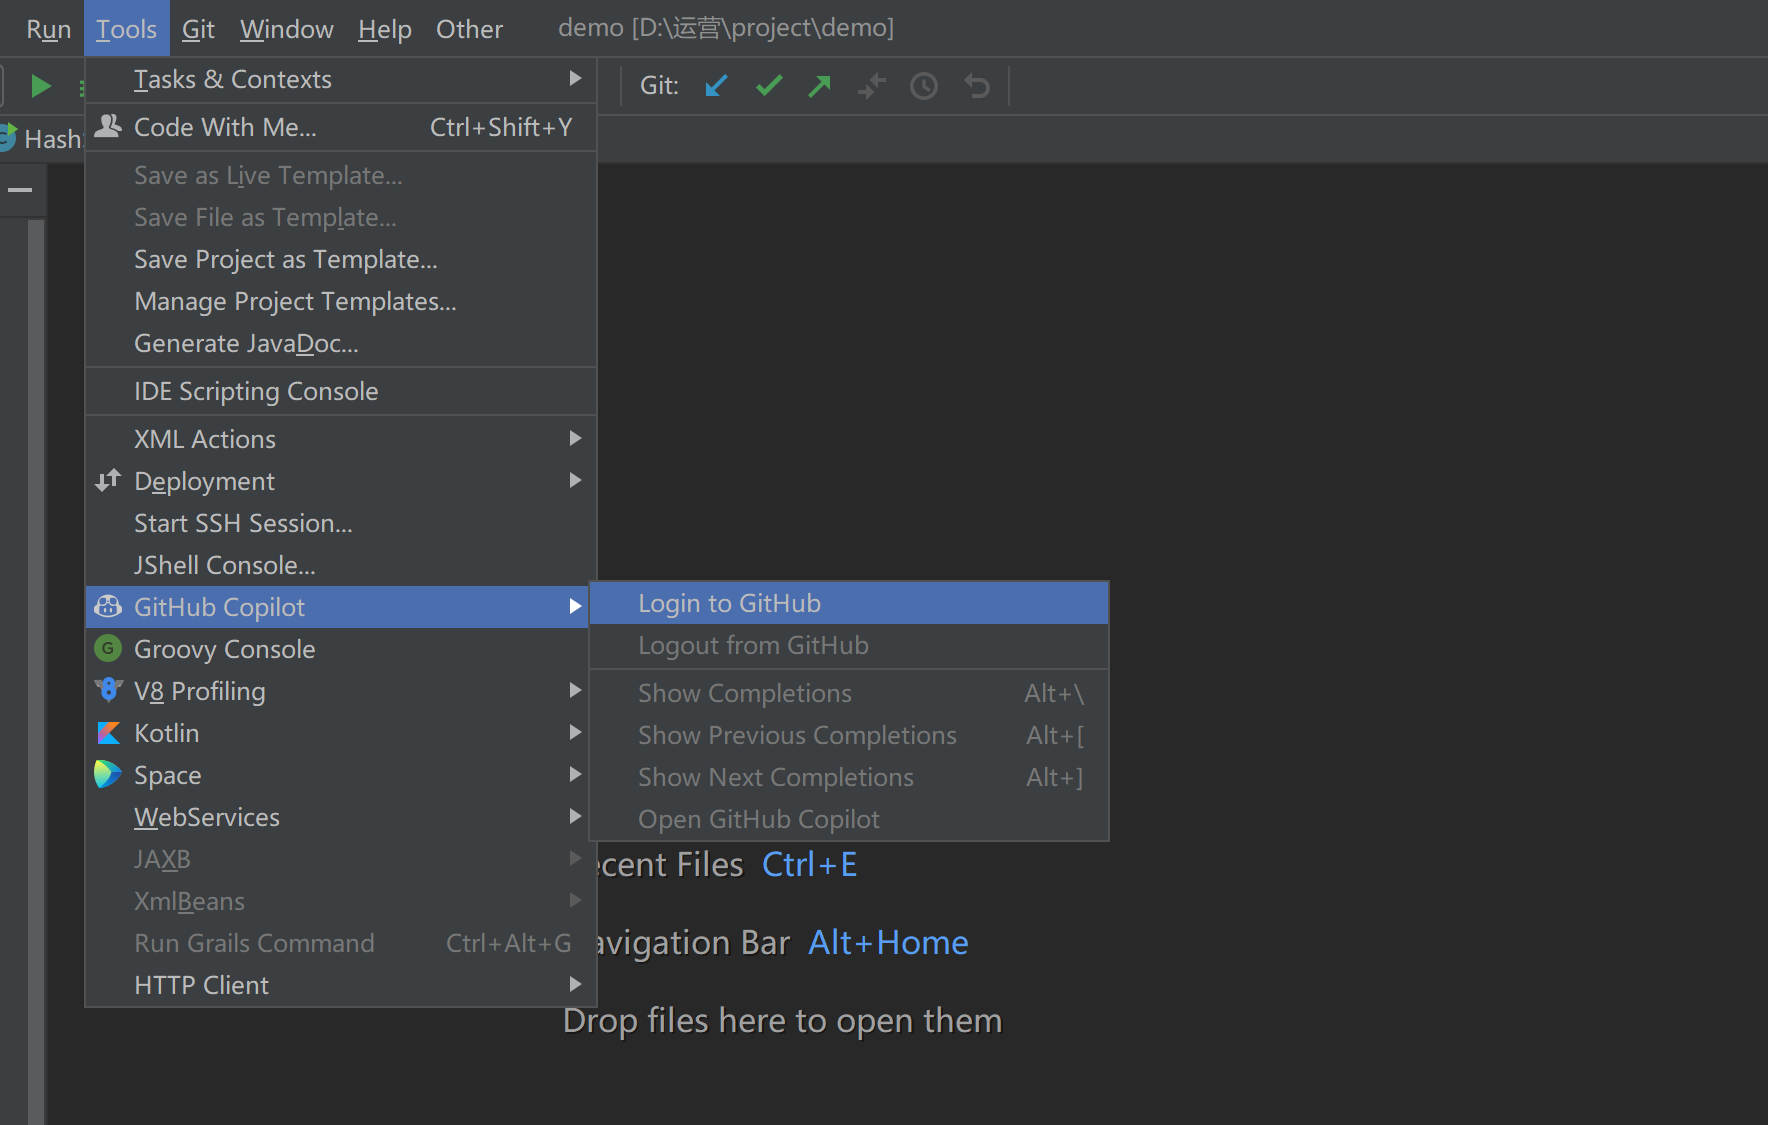 Run Tools Git Window Help Other demo [D:\运营\project\demo]
Git:
Tasks & Contexts
Code With Me... Ctrl+Shift+Y
Save as Live Template...
Save File as Template...
Save Project as Template...
Manage Project Templates...
Generate JavaDoc...
IDE Scripting Console
XML Actions
Deployment
Start SSH Session...
JShell Console...
GitHub Copilot
G Groovy Console
V8 Profiling
Kotlin
Space
WebServices
JAXB
XmlBeans
Run Grails Command Ctrl+Alt+G
HTTP Client
Login to GitHub
Logout from GitHub
Show Completions Alt+\
Show Previous Completions Alt+[
Show Next Completions Alt+]
Open GitHub Copilot
Hash
ecent Files Ctrl+E
avigation Bar Alt+Home
Drop files here to open them